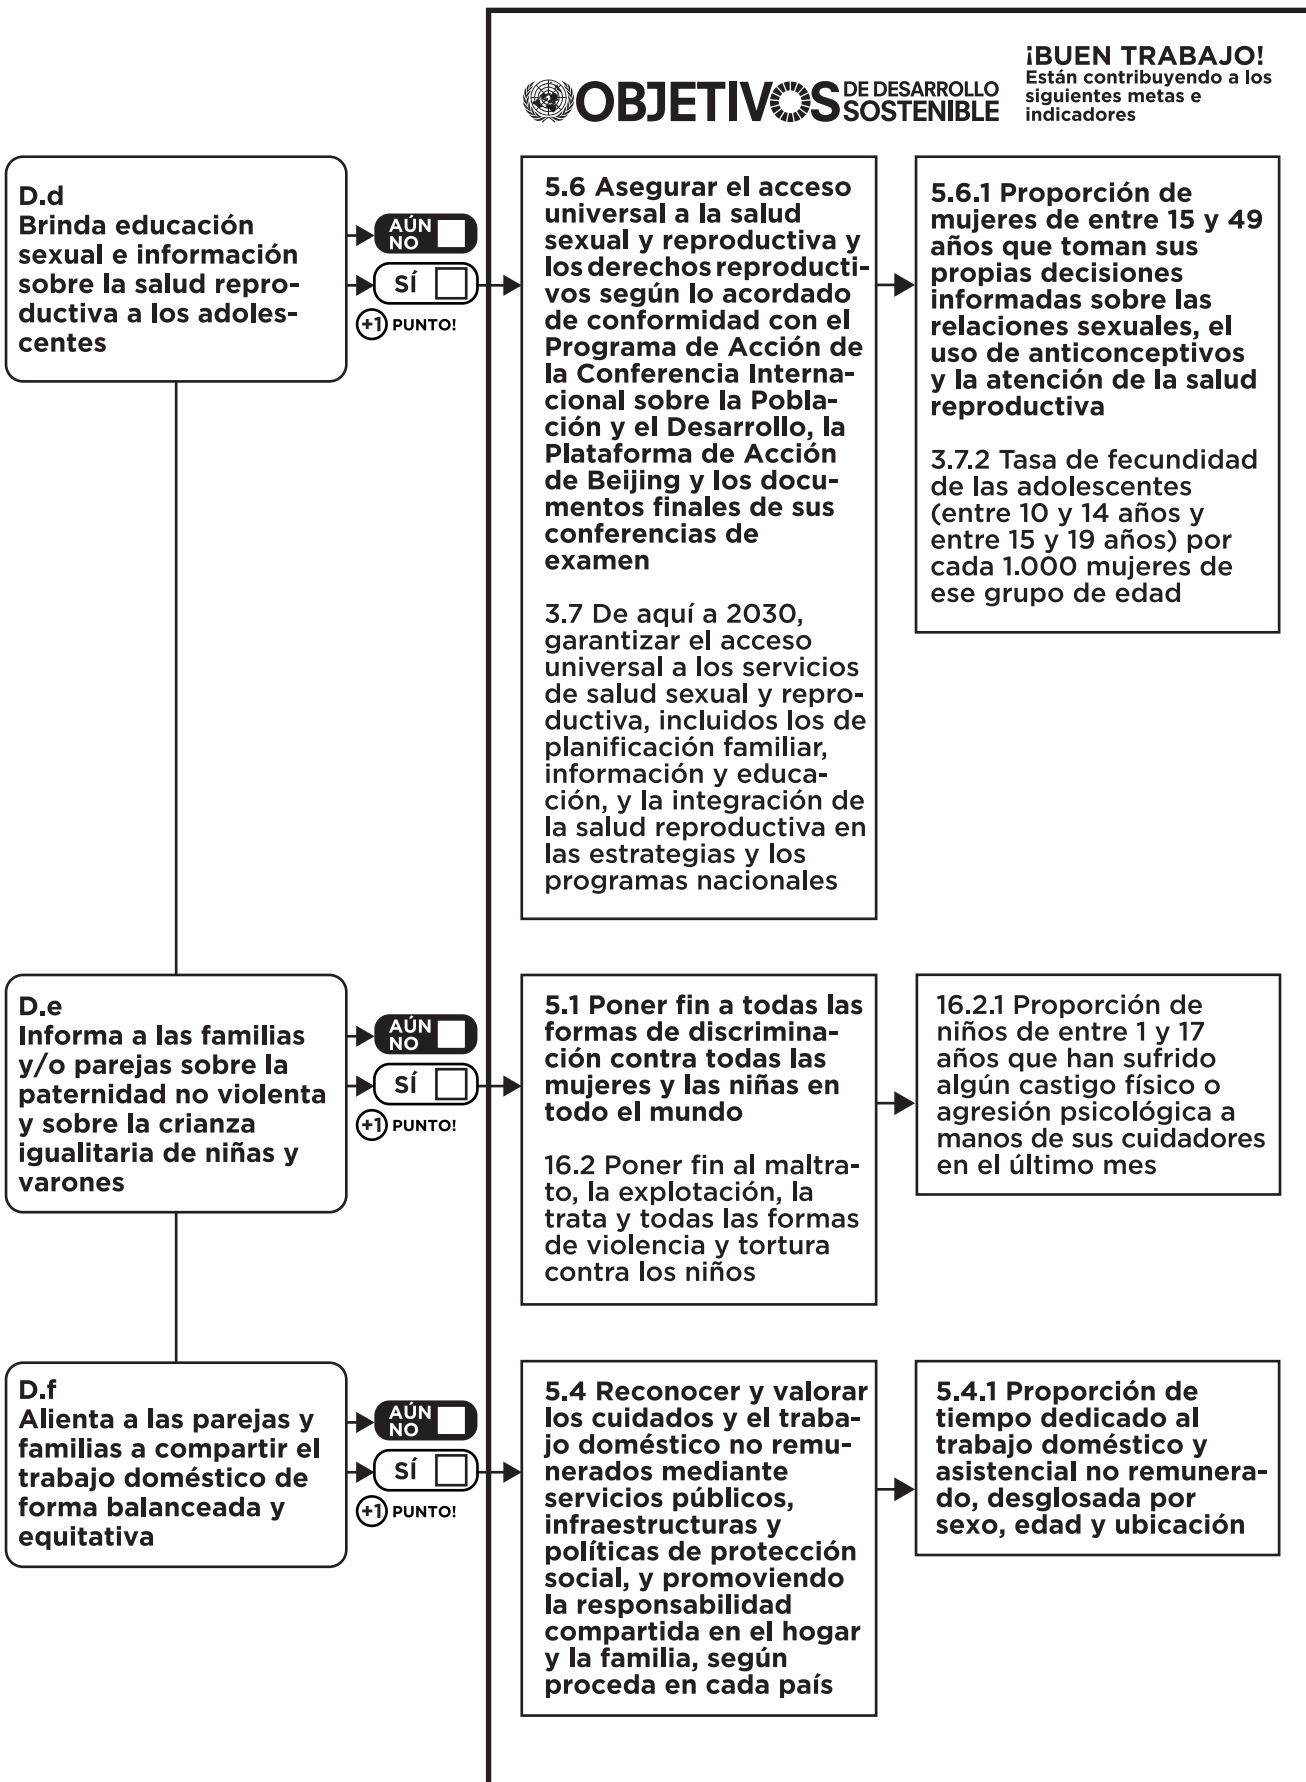 OBJETIVOS DE DESARROLLO
SOSTENIBLE
¡BUEN TRABAJO!
Están contribuyendo a los
siguientes metas e
indicadores
D.d
Brinda educación
sexual e información
sobre la salud repro-
ductiva a los adoles-
centes
AÚN
NO
SÍ
+1 PUNTO!
5.6 Asegurar el acceso
universal a la salud
sexual y reproductiva y
los derechos reproducti-
vos según lo acordado
de conformidad con el
Programa de Acción de
la Conferencia Interna-
cional sobre la Pobla-
ción y el Desarrollo, la
Plataforma de Acción
de Beijing y los docu-
mentos finales de sus
conferencias de
examen
3.7 De aquí a 2030,
garantizar el acceso
universal a los servicios
de salud sexual y repro-
ductiva, incluidos los de
planificación familiar,
información y educa-
ción, y la integración de
la salud reproductiva en
las estrategias y los
programas nacionales
5.6.1 Proporción de
mujeres de entre 15 y 49
años que toman sus
propias decisiones
informadas sobre las
relaciones sexuales, el
uso de anticonceptivos
y la atención de la salud
reproductiva
3.7.2 Tasa de fecundidad
de las adolescentes
(entre 10 y 14 años y
entre 15 y 19 años) por
cada 1.000 mujeres de
ese grupo de edad
D.e
Informa a las familias
y/o parejas sobre la
paternidad no violenta
y sobre la crianza
igualitaria de niñas y
varones
AÚN
NO
SÍ
+1 PUNTO!
5.1 Poner fin a todas las
formas de discrimina-
ción contra todas las
mujeres y las niñas en
todo el mundo
16.2 Poner fin al maltra-
to, la explotación, la
trata y todas las formas
de violencia y tortura
contra los niños
16.2.1 Proporción de
niños de entre 1 y 17
años que han sufrido
algún castigo físico o
agresión psicológica a
manos de sus cuidadores
en el último mes
D.f
Alienta a las parejas y
familias a compartir el
trabajo doméstico de
forma balanceada y
equitativa
AÚN
NO
SÍ
+1 PUNTO!
5.4 Reconocer y valorar
los cuidados y el traba-
jo doméstico no remu-
nerados mediante
servicios públicos,
infraestructuras y
políticas de protección
social, y promoviendo
la responsabilidad
compartida en el hogar
y la familia, según
proceda en cada país
5.4.1 Proporción de
tiempo dedicado al
trabajo doméstico y
asistencial no remunera-
do, desglosada por
sexo, edad y ubicación